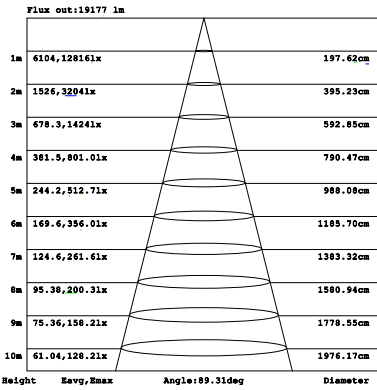 Flux out:19177 lm
1m 6104,12816lx 197.62cm
2m 1526,3204lx 395.23cm
3m 678.3,1424lx 592.85cm
4m 381.5,801.0lx 790.47cm
5m 244.2,512.7lx 988.08cm
6m 169.6,356.0lx 1185.70cm
7m 124.6,261.6lx 1383.32cm
8m 95.38,200.3lx 1580.94cm
9m 75.36,158.2lx 1778.55cm
10m 61.04,128.2lx 1976.17cm
Height Eavg,Emax Angle:89.31deg Diameter